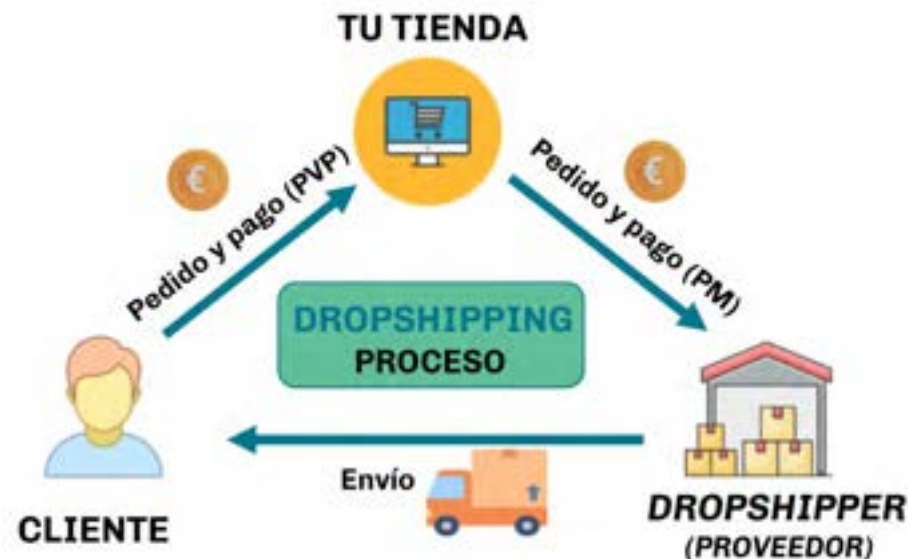 TU TIENDA
€
€
Pedido y pago (PVP)
Pedido y pago (PM)
DROPSHIPPING
PROCESO
Envío
CLIENTE
DROPSHIPPER
(PROVEEDOR)